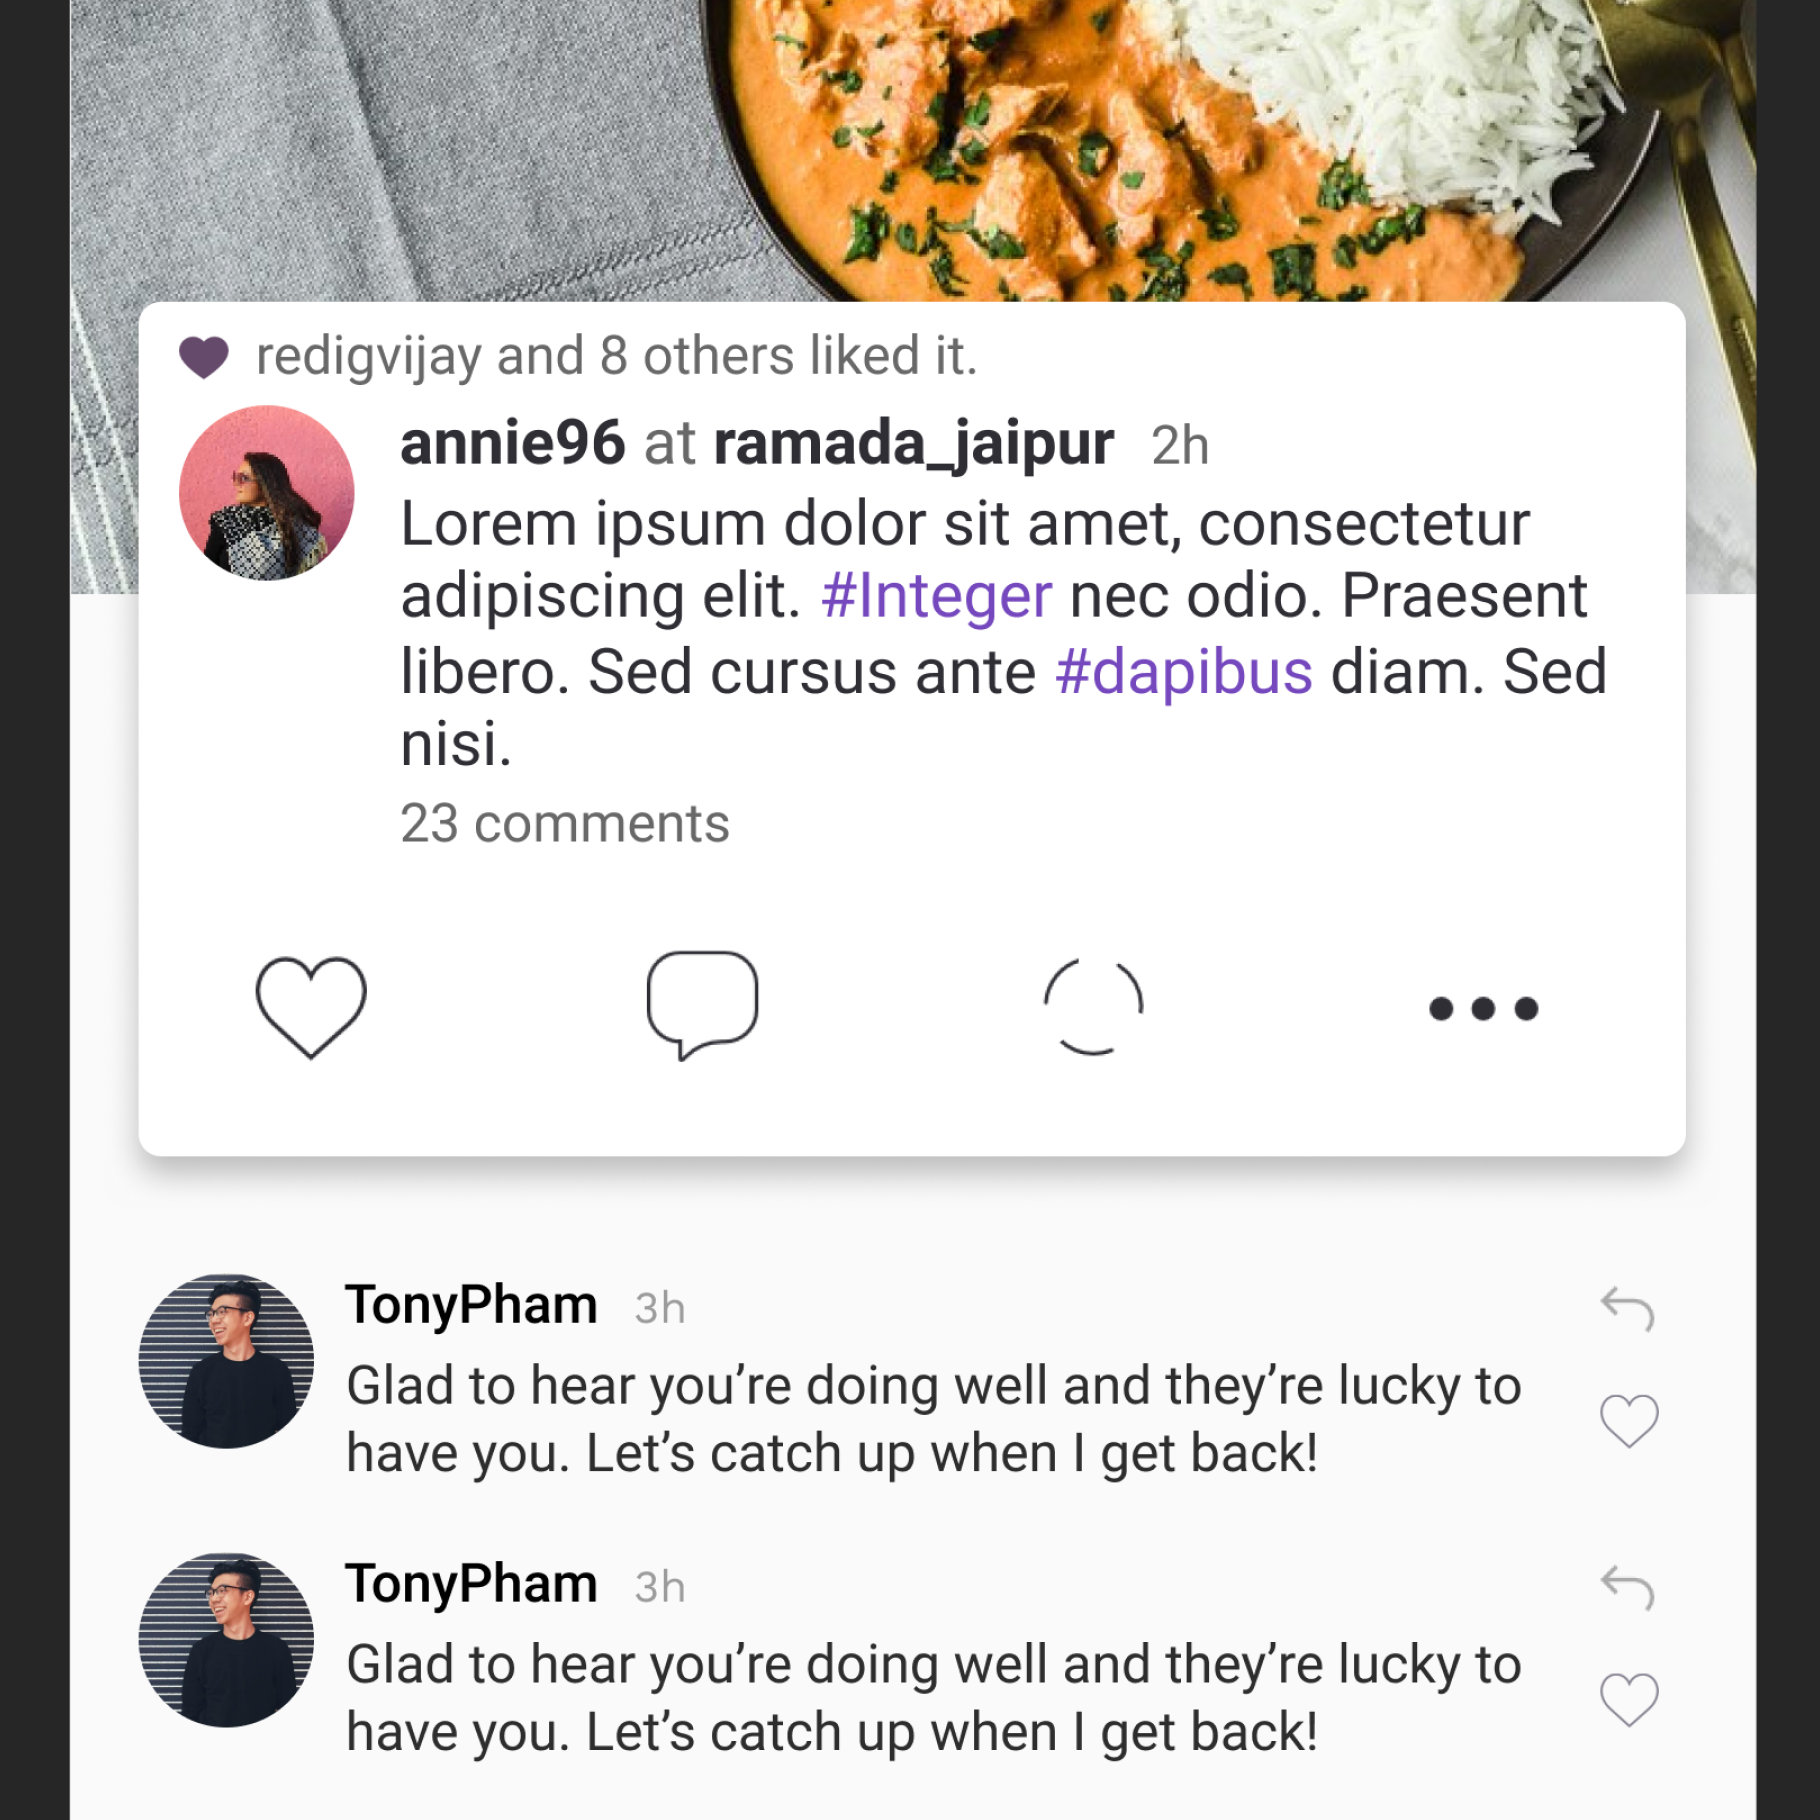 redigvijay and 8 others liked it.
annie96 at ramada_jaipur 2h
Lorem ipsum dolor sit amet, consectetur
adipiscing elit. #Integer nec odio. Praesent
libero. Sed cursus ante #dapibus diam. Sed
nisi.
23 comments
TonyPham 3h
Glad to hear you’re doing well and they’re lucky to
have you. Let’s catch up when I get back!
TonyPham 3h
Glad to hear you’re doing well and they’re lucky to
have you. Let’s catch up when I get back!